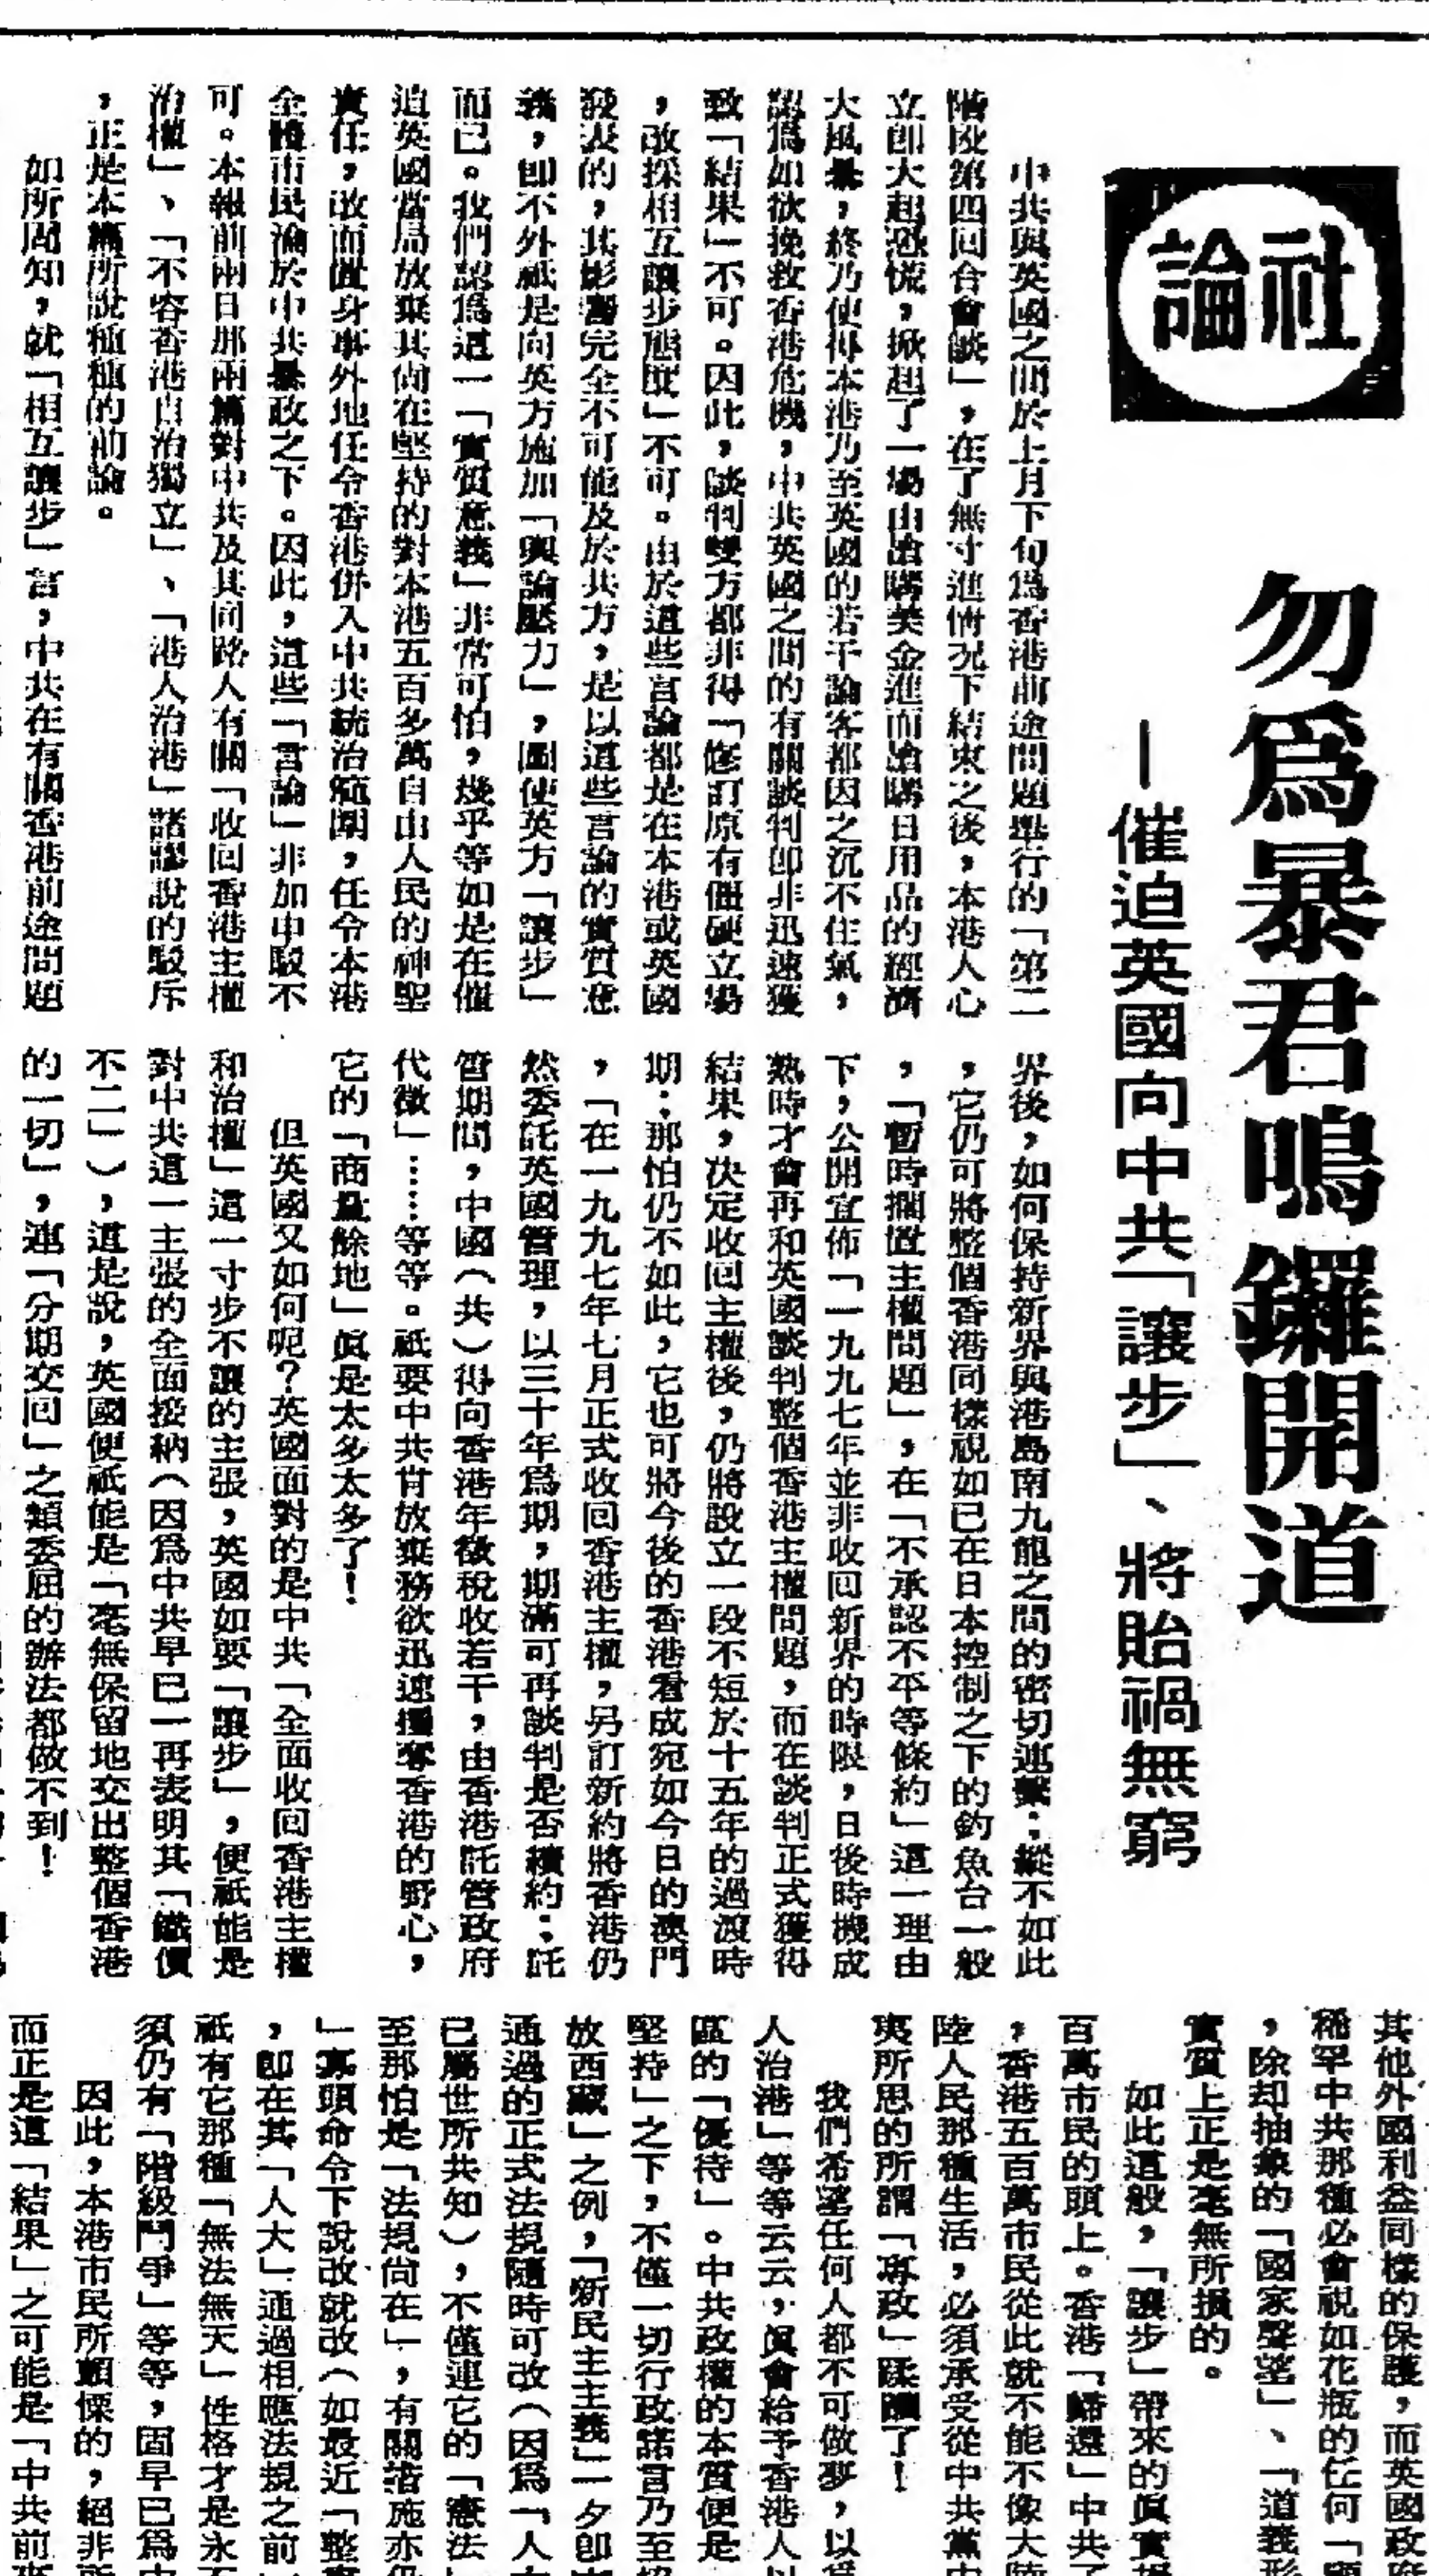 社論
勿爲暴君鳴鑼開道
—催迫英國向中共「讓步」、將貽禍無窮
中共與英國之間於上月下旬爲香港前途問題舉行的「第二
階段第四回合會談」，在了無寸進情况下結束之後，本港人心
立即大起恐慌，掀起了一場由搶購美金進而搶購日用品的經濟
大風暴，終乃使得本港乃至英國的若干論客都因之沉不住氣，
認爲如欲挽救香港危機，中共英國之間的有關談判即非迅速獲
致「結果」不可。因此，談判雙方都非得「修訂原有僵硬立場
，改採相互讓步態度」不可。由於這些言論都是在本港或英國
發表的，其影響完全不可能及於共方，是以這些言論的實質意
義，即不外祇是向英方施加「輿論壓力」，圖使英方「讓步」
而已。我們認爲這一「實質意義」非常可怕，幾乎等如是在催
迫英國當局放棄其尙在堅持的對本港五百多萬自由人民的神聖
責任，敢而置身事外地任令香港併入中共統治範圍，任令本港
全體市民淪於中共暴政之下。因此，這些「言論」非加申駁不
可。本報前兩日那兩篇對中共及其同路人有關「收回香港主權
治權」、「不容香港自治獨立」、「港人治港」諸謬說的駁斥
，正是本篇所說種種的前論。
如所周知，就「相互讓步」言，中共在有關香港前途問題
界後，如何保持新界與港島南九龍之間的密切連繫；縱不如此
，它仍可將整個香港同樣視如已在日本控制之下的釣魚台一般
，「暫時擱置主權問題」，在「不承認不平等條約」這一理由
下，公開宣佈「一九九七年並非收回新界的時限，日後時機成
熟時才會再和英國談判整個香港主權問題，而在談判正式獲得
結果，決定收回主權後，仍將設立一段不短於十五年的過渡時
期；那怕仍不如此，它也可將今後的香港看成宛如今日的澳門
，「在一九九七年七月正式收回香港主權，另訂新約將香港仍
然委託英國管理，以三十年爲期，期滿可再談判是否續約；託
管期間，中國（共）得向香港年徵稅收若干，由香港託管政府
代徵」……等等。祇要中共肯放棄務欲迅速攫奪香港的野心，
它的「商量餘地」眞是太多太多了！
但英國又如何呢？英國面對的是中共「全面收回香港主權
和治權」這一寸步不讓的主張，英國如要「讓步」，便祇能是
對中共這一主張的全面接納（因爲中共早已一再表明其「鐵價
不二」），這是說，英國便祇能是「毫無保留地交出整個香港
的一切」，連「分期交回」之類委屈的辦法都做不到！
其他外國利益同樣的保護，而英國政府
稀罕中共那種必會視如花瓶的任何「
，除却抽象的「國家聲望」、「道義形
實質上正是毫無所損的。
如此這般，「讓步」帶來的眞實損
百萬市民的頭上。香港「歸還」中共了
，香港五百萬市民從此就不能不像大
陸人民那種生活，必須承受從中共黨
夷所思的所謂「專政」蹂躪了！
我們希望任何人都不可做夢，以爲
人治港」等等云云，眞會給予香港人以
區的「優待」。中共政權的本質便是
堅持」之下，不僅一切行政諾言乃至
放西藏」之例，「新民主主義」一夕即
通過的正式法規隨時可改（因爲「人
已屬世所共知），不僅連它的「憲法」
至那怕是「法規尙在」，有關措施亦
」寡頭命令下說改就改（如最近「整
，即在其「人大」通過相應法規之前
祇有它那種「無法無天」性格才是永
須仍有「階級鬥爭」等等，固早已爲
因此，本港市民所顫慄的，絕非
而正是這「結果」之可能是「中共前